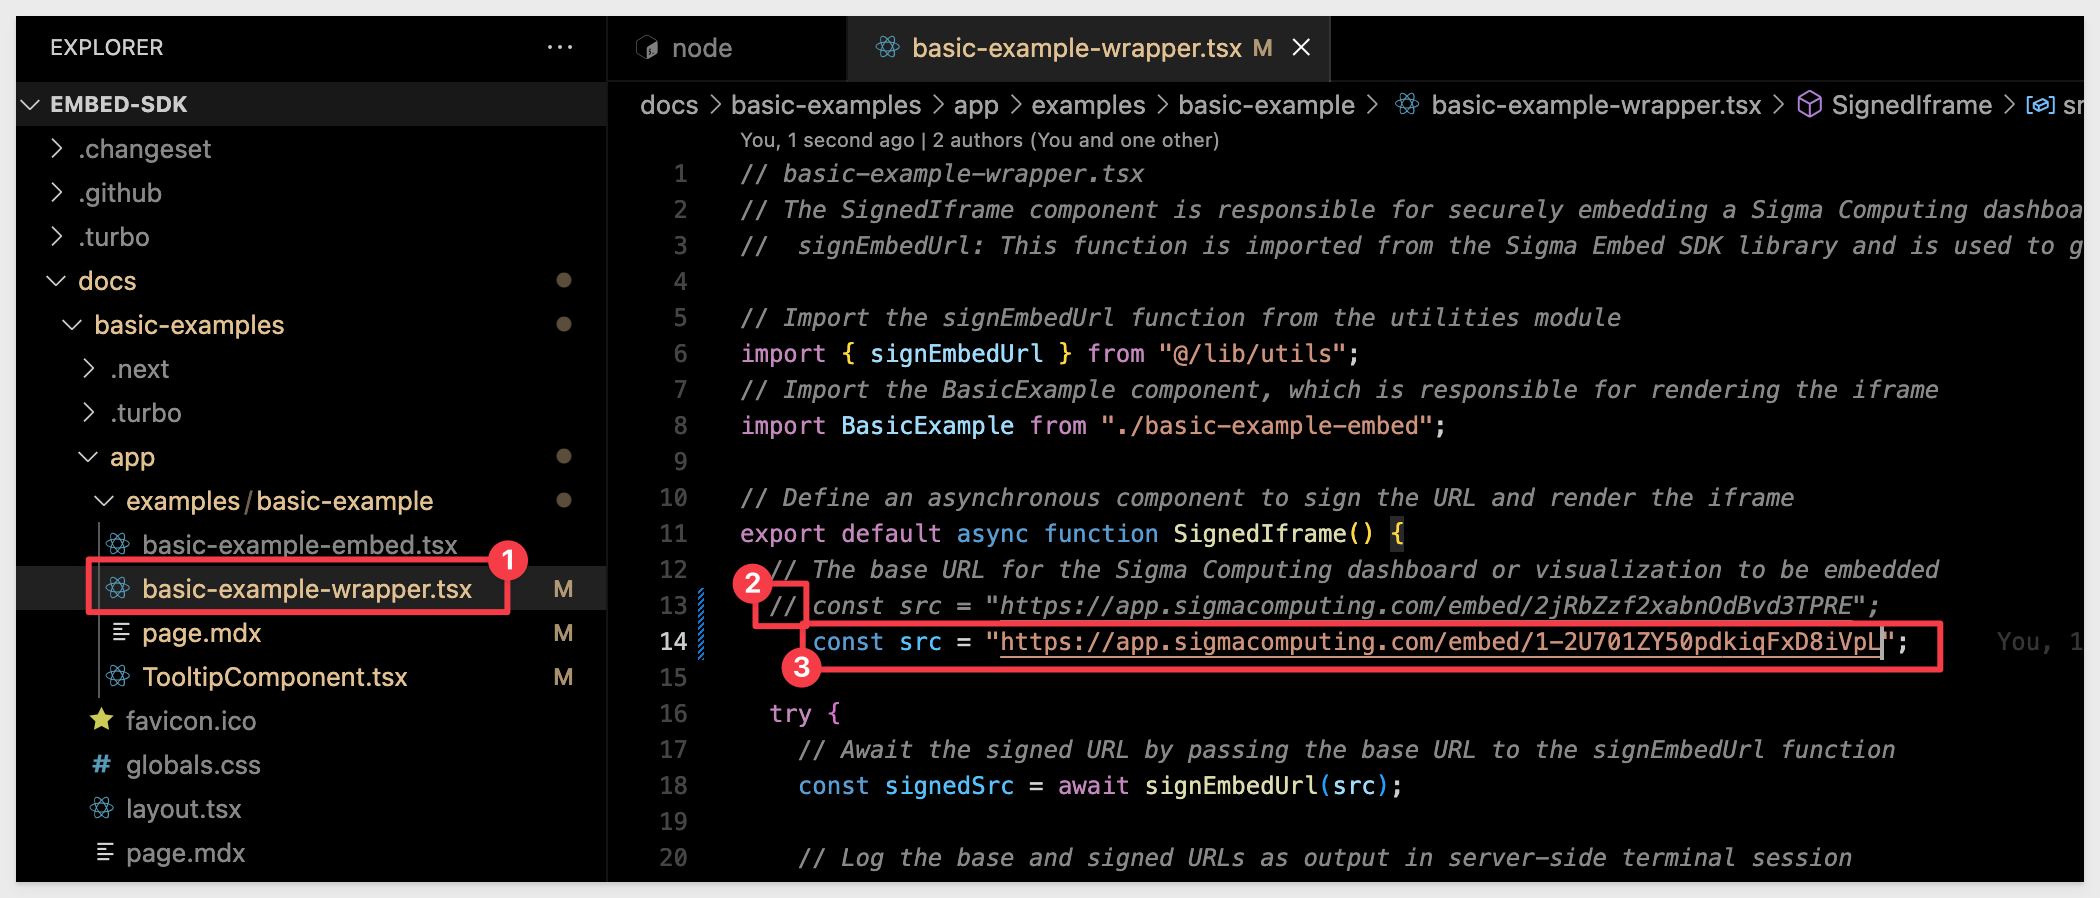 EXPLORER ...
EMBED-SDK
.changeset
.github
.turbo
docs
basic-examples
.next
.turbo
app
examples/basic-example
basic-example-embed.tsx
1
basic-example-wrapper.tsx M
page.mdx M
TooltipComponent.tsx M
favicon.ico
# globals.css
layout.tsx
page.mdx
node
basic-example-wrapper.tsx M
docs > basic-examples > app > examples > basic-example > basic-example-wrapper.tsx > SignedIframe > sr
You, 1 second ago | 2 authors (You and one other)
1 // basic-example-wrapper.tsx
2 // The SignedIframe component is responsible for securely embedding a Sigma Computing dashboa
3 //  signEmbedUrl: This function is imported from the Sigma Embed SDK library and is used to g
4
5 // Import the signEmbedUrl function from the utilities module
6 import { signEmbedUrl } from "@/lib/utils";
7 // Import the BasicExample component, which is responsible for rendering the iframe
8 import BasicExample from "./basic-example-embed";
9
10 // Define an asynchronous component to sign the URL and render the iframe
11 export default async function SignedIframe() {
12 // The base URL for the Sigma Computing dashboard or visualization to be embedded
2
13 // const src = "https://app.sigmacomputing.com/embed/2jRbZzf2xabnOdBvd3TPRE";
14 const src = "https://app.sigmacomputing.com/embed/1-2U701ZY50pdkiqFxD8iVpL"; You, 1
3
15
16 try {
17 // Await the signed URL by passing the base URL to the signEmbedUrl function
18 const signedSrc = await signEmbedUrl(src);
19
20 // Log the base and signed URLs as output in server-side terminal session